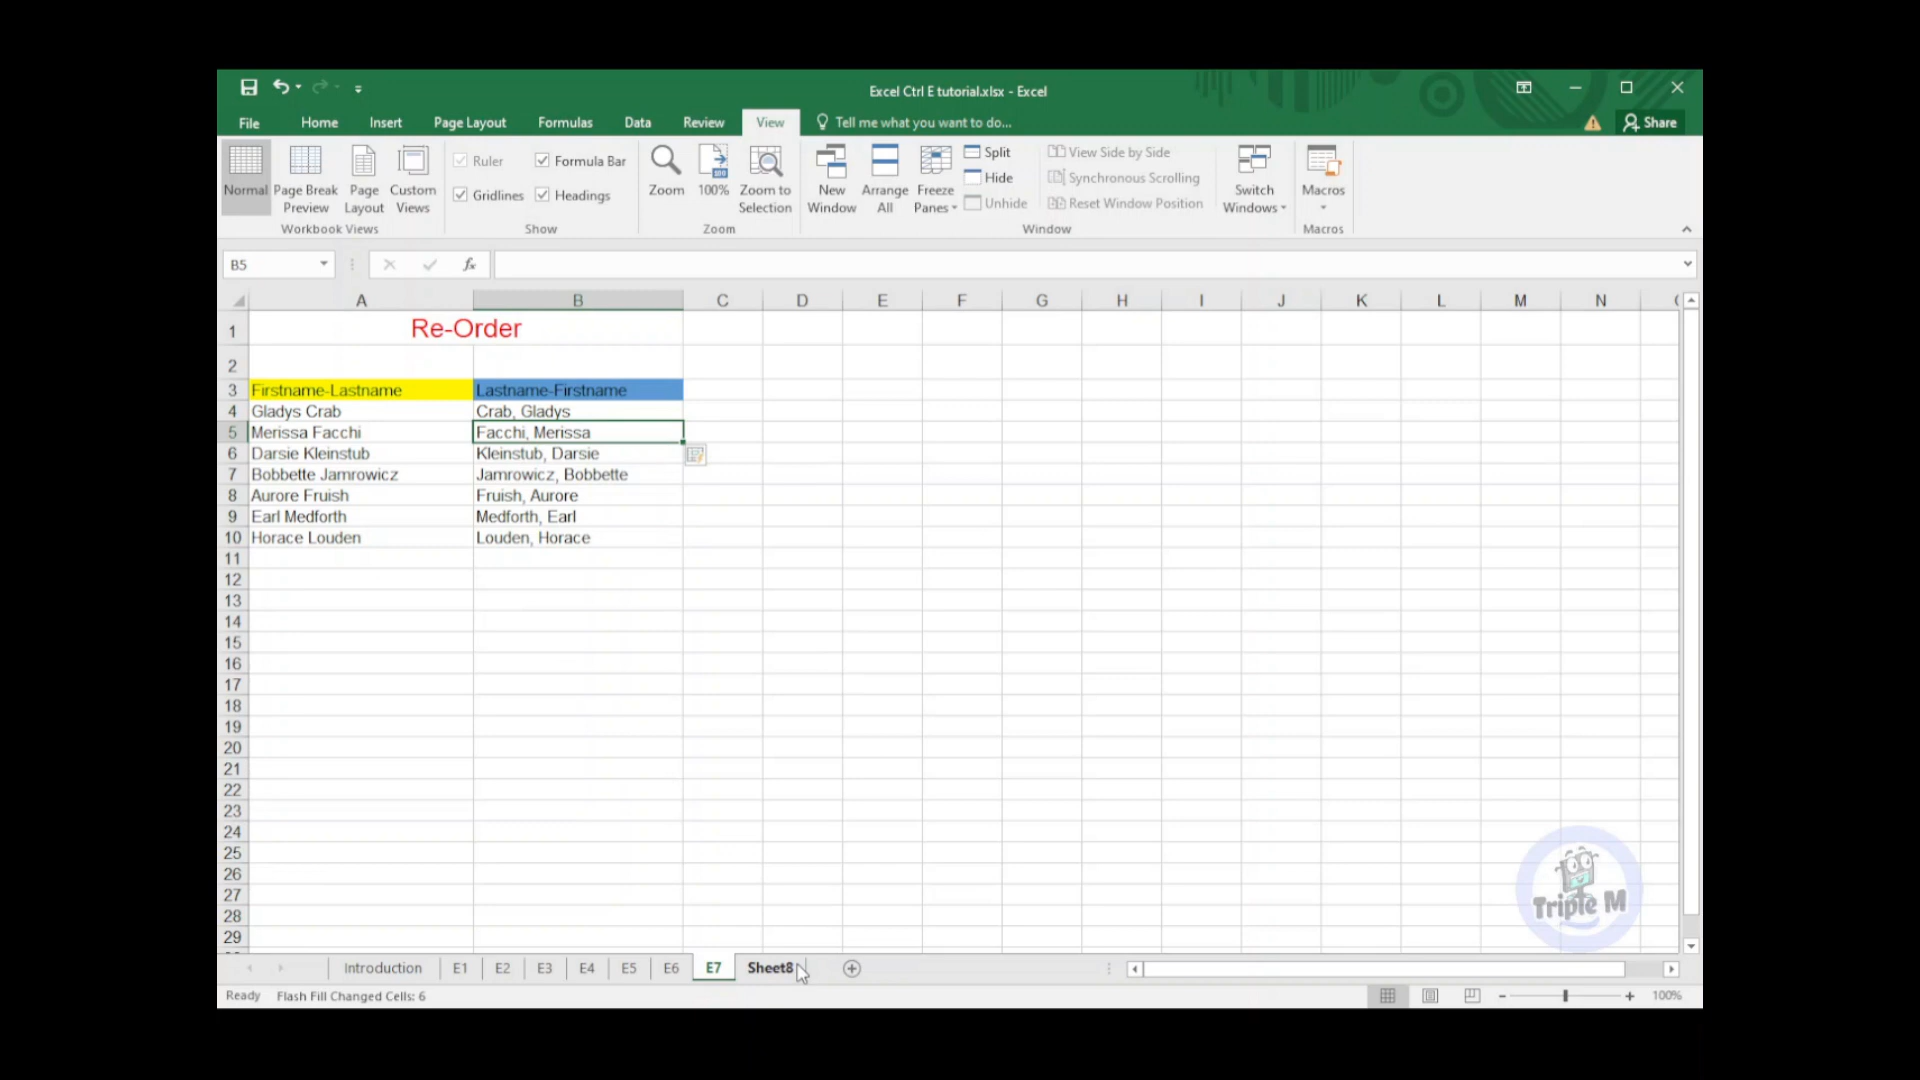 Excel Ctrl E tutorial.xlsx - Excel
File Home Insert Page Layout Formulas Data Review View Tell me what you want to do... Share
Normal Page Break Preview Page Layout Custom Views
Ruler Formula Bar
Gridlines Headings
Zoom 100% Zoom to Selection
New Window Arrange All Freeze Panes
Split
Hide
Unhide
View Side by Side
Synchronous Scrolling
Reset Window Position
Switch Windows
Macros
Workbook Views Show Zoom Window Macros
B5 fx
A B C D E F G H I J K L M N
1 Re-Order
2
3 Firstname-Lastname Lastname-Firstname
4 Gladys Crab Crab, Gladys
5 Merissa Facchi Facchi, Merissa
6 Darsie Kleinstub Kleinstub, Darsie
7 Bobbette Jamrowicz Jamrowicz, Bobbette
8 Aurore Fruish Fruish, Aurore
9 Earl Medforth Medforth, Earl
10 Horace Louden Louden, Horace
11
12
13
14
15
16
17
18
19
20
21
22
23
24
25
26
27
28
29
Triple M
Introduction E1 E2 E3 E4 E5 E6 E7 Sheet8
Ready Flash Fill Changed Cells: 6 100%